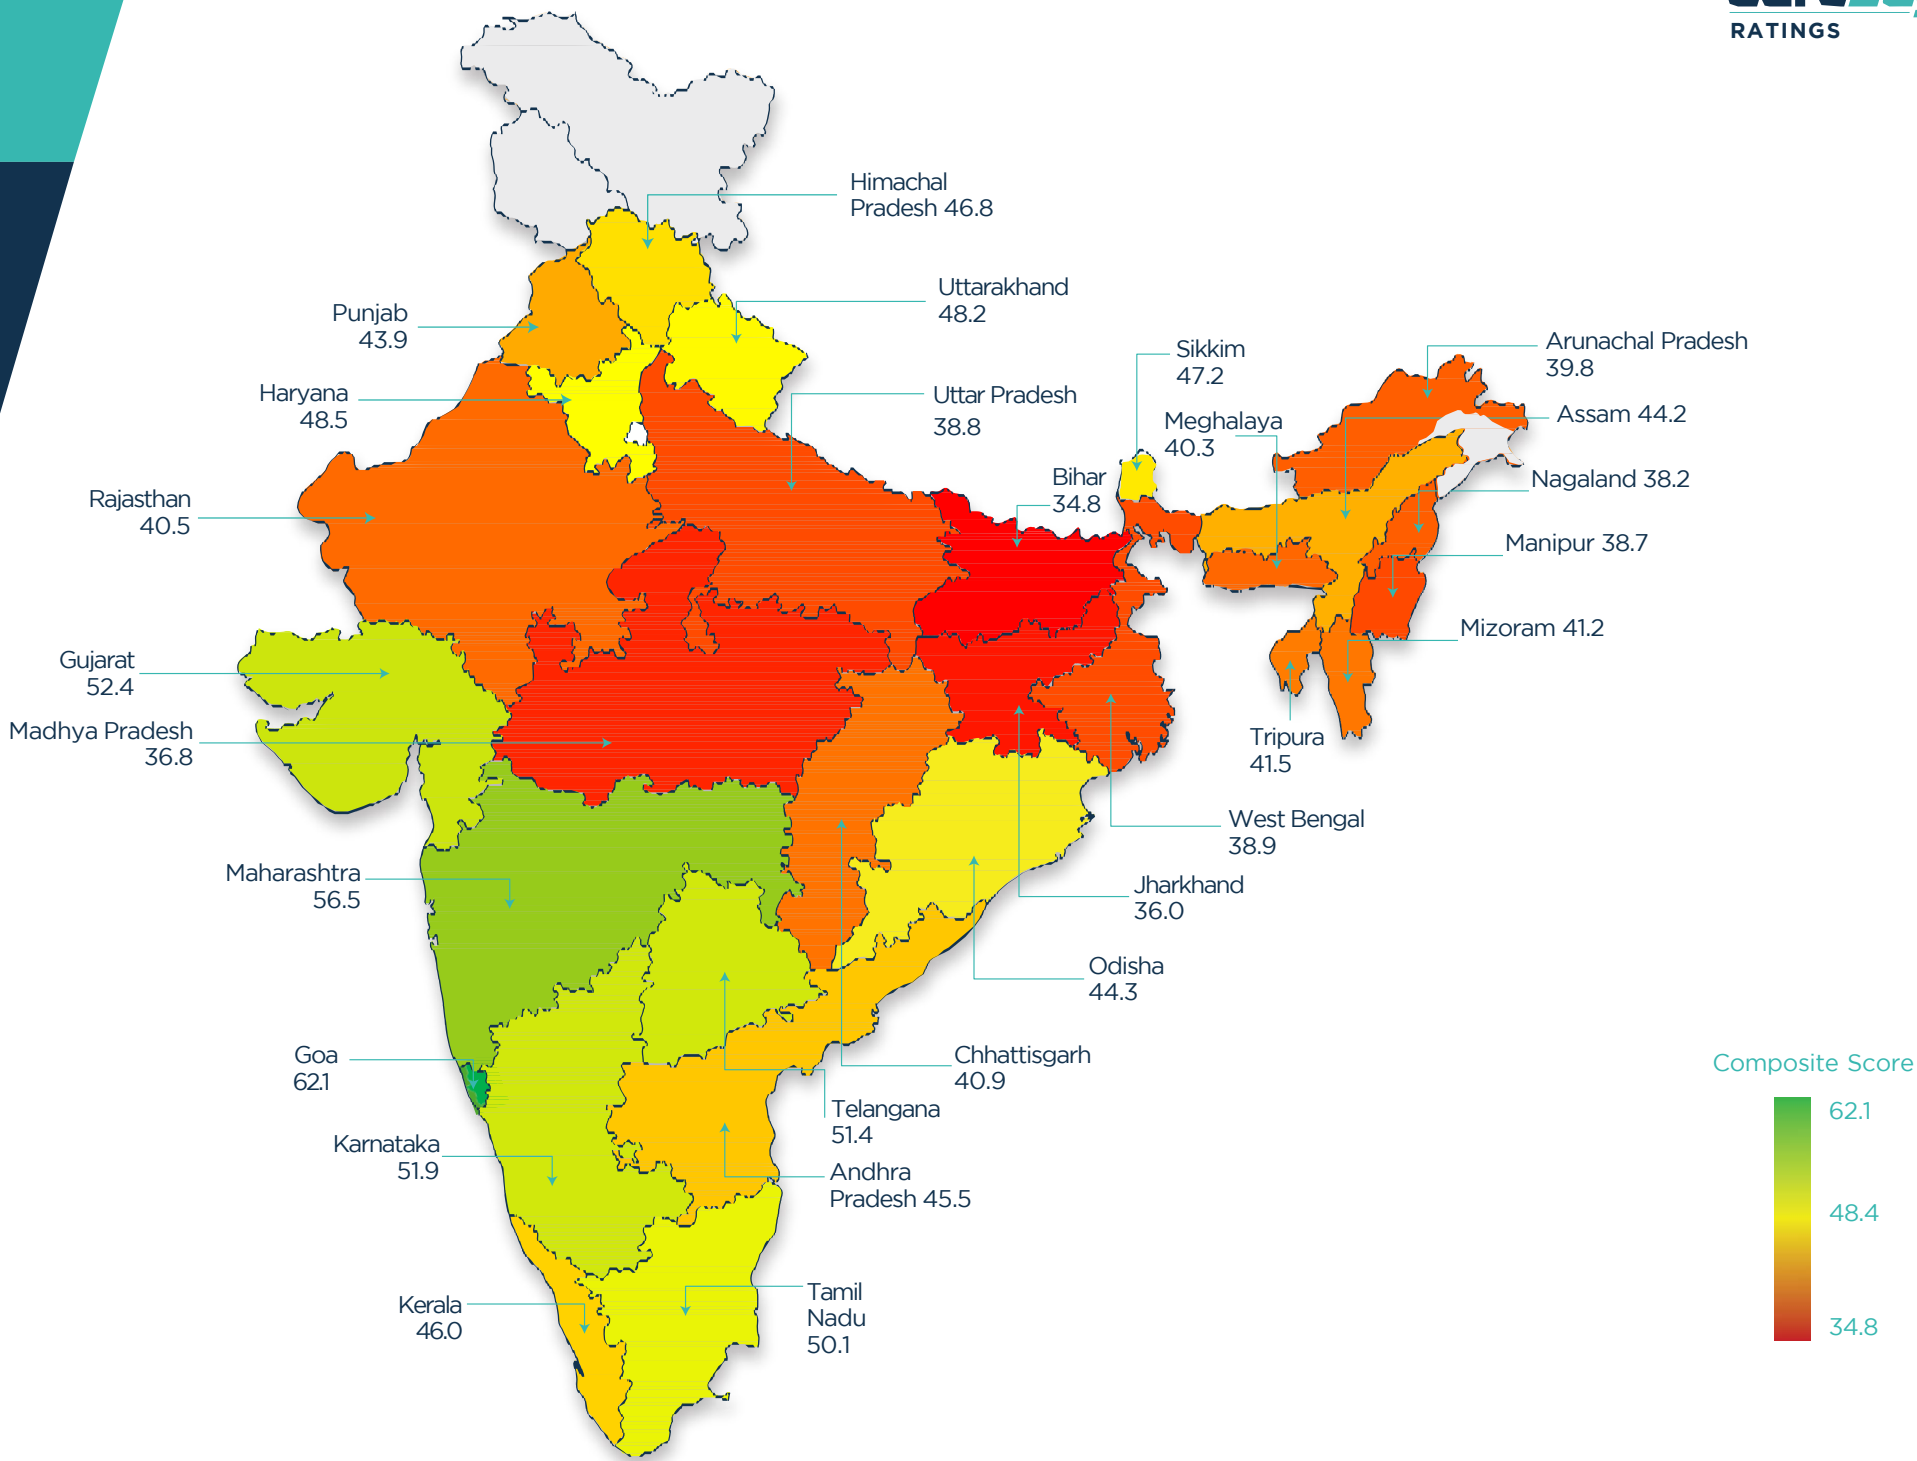 RATINGS
Himachal
Pradesh 46.8
Uttarakhand
48.2
Punjab
43.9
Sikkim
47.2
Arunachal Pradesh
39.8
Haryana
48.5
Uttar Pradesh
38.8
Meghalaya
40.3
Assam 44.2
Bihar
34.8
Nagaland 38.2
Rajasthan
40.5
Manipur 38.7
Mizoram 41.2
Gujarat
52.4
Madhya Pradesh
36.8
Tripura
41.5
West Bengal
38.9
Maharashtra
56.5
Jharkhand
36.0
Odisha
44.3
Goa
62.1
Chhattisgarh
40.9
Telangana
51.4
Karnataka
51.9
Andhra
Pradesh 45.5
Kerala
46.0
Tamil
Nadu
50.1
Composite Score
62.1
48.4
34.8